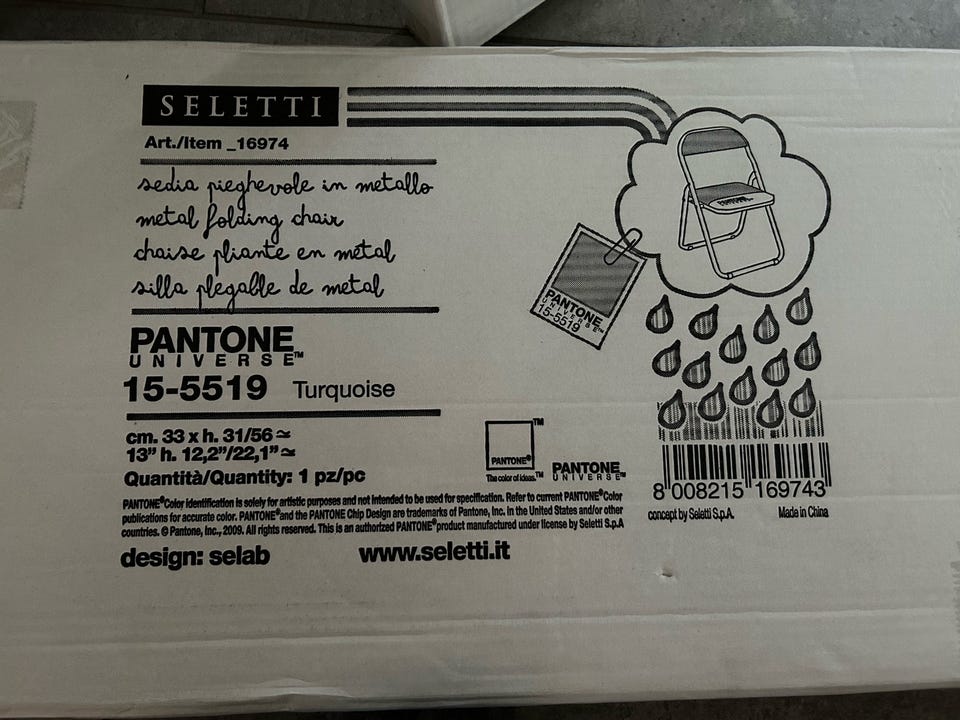 SELETTI
Art./Item _16974
sedia pieghevole in metallo
metal folding chair
chaise pliante en métal
silla plegable de metal
PANTONE
UNIVERSE™
15-5519 Turquoise
cm. 33 x h. 31/56 ≃
13” h. 12,2”/22,1” ≃
Quantità/Quantity: 1 pz/pc
PANTONE® Color identification is solely for artistic purposes and not intended to be used for specification. Refer to current PANTONE® Color
publications for accurate color. PANTONE® and the PANTONE Chip Design are trademarks of Pantone, Inc. in the United States and/or other
countries. © Pantone, Inc., 2009. All rights reserved. This is an authorized PANTONE® product manufactured under license by Seletti S.p.A
design: selab www.seletti.it
PANTONE®
™
The color of ideas.™
PANTONE
UNIVERSE™
PANTONE
UNIVERSE™
15-5519
PANTONE
8 008215 169743
concept by Seletti S.p.A. Made in China